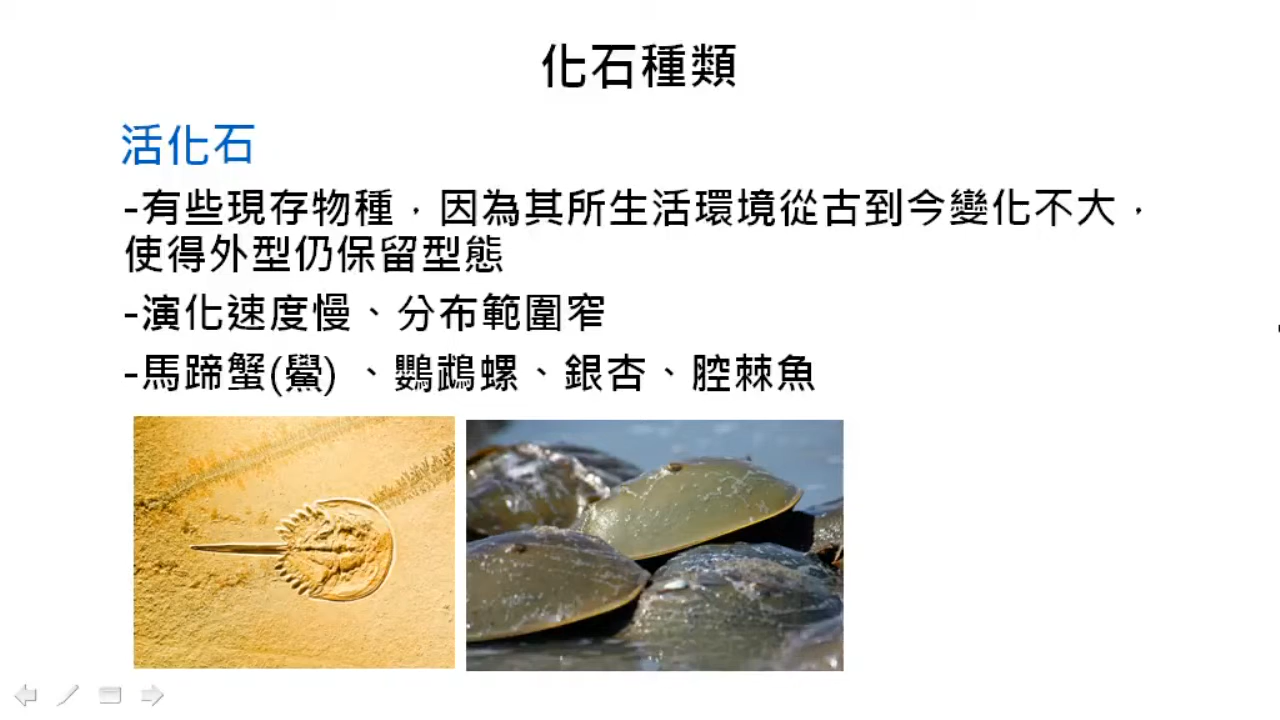 化石種類
活化石
-有些現存物種，因為其所生活環境從古到今變化不大，
使得外型仍保留型態
-演化速度慢、分布範圍窄
-馬蹄蟹(鱟) 、鸚鵡螺、銀杏、腔棘魚